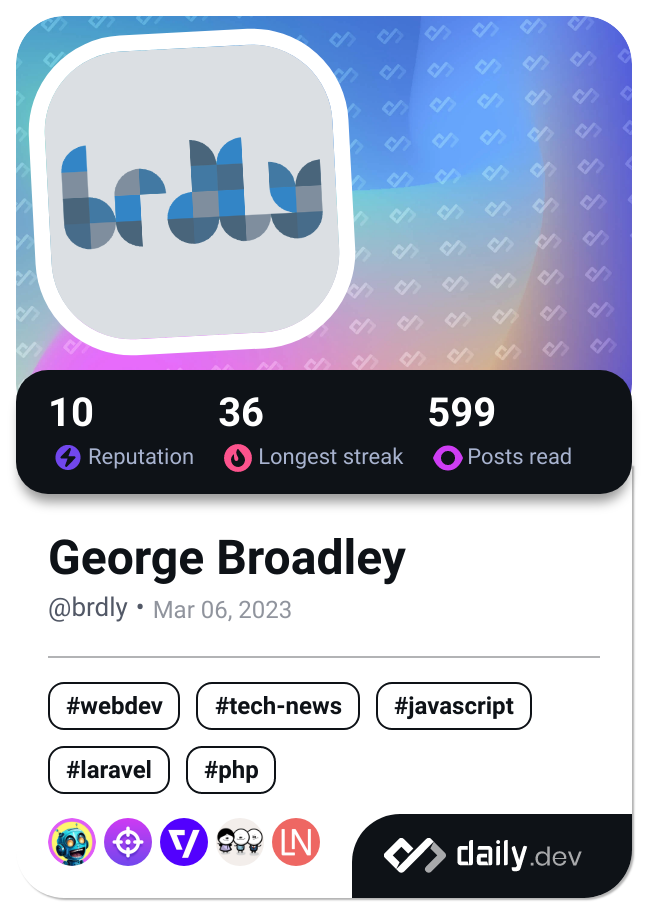 brdly
10 36 599
Reputation Longest streak Posts read
George Broadley
@brdly • Mar 06, 2023
#webdev #tech-news #javascript
#laravel #php
LN daily.dev